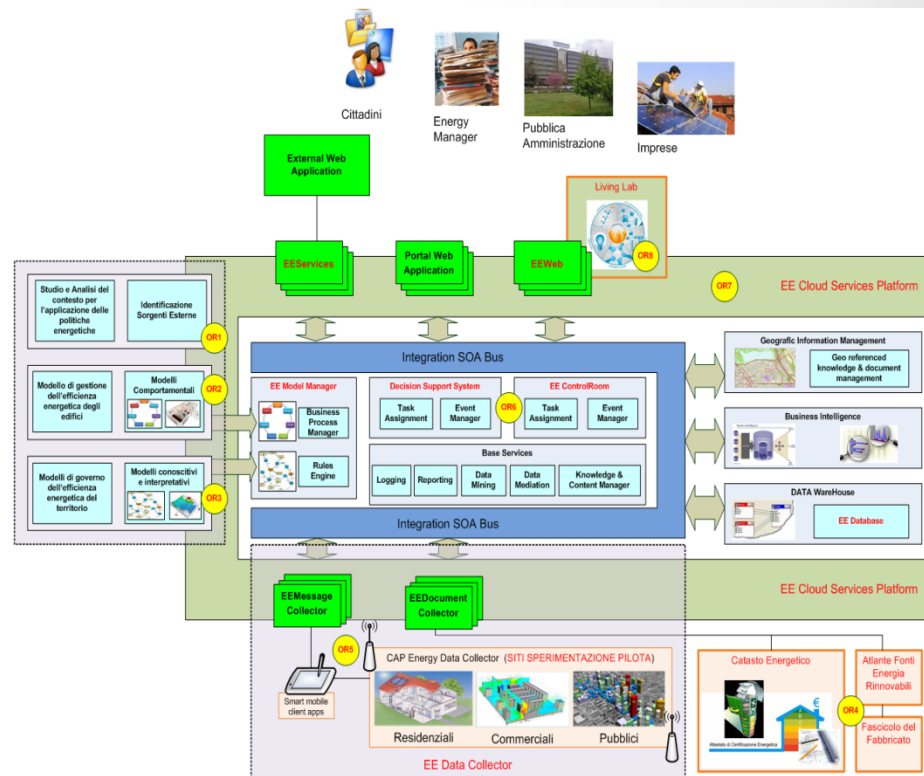 Cittadini
Energy
Manager
Pubblica
Amministrazione
Imprese
External Web
Application
Living Lab
OR8
EEServices
Portal Web
Application
EEWeb
OR7
EE Cloud Services Platform
Studio e Analisi del
contesto per
l'applicazione delle
politiche
energetiche
Identificazione
Sorgenti Esterne
OR1
Modello di gestione
dell'efficienza
energetica degli
edifici
Modelli
Comportamentali
OR2
Modelli di governo
dell'efficienza
energetica del
territorio
Modelli conoscitivi
e interpretativi
OR3
Integration SOA Bus
EE Model Manager
Business
Process
Manager
Rules
Engine
Decision Support System
Task
Assignment
Event
Manager
OR6
EE ControlRoom
Task
Assignment
Event
Manager
Base Services
Logging
Reporting
Data
Mining
Data
Mediation
Knowledge &
Content Manager
Integration SOA Bus
Geografic Information Management
Geo referenced
knowledge & document
management
Business Intelligence
DATA WareHouse
EE Database
EE Cloud Services Platform
EEMessage
Collector
EEDocument
Collector
OR5
Smart mobile
client apps
CAP Energy Data Collector (SITI SPERIMENTAZIONE PILOTA)
Residenziali
Commerciali
Pubblici
EE Data Collector
Catasto Energetico
Attestato di Certificazione Energetica
OR4
Atlante Fonti
Energia
Rinnovabili
Fascicolo del
Fabbricato